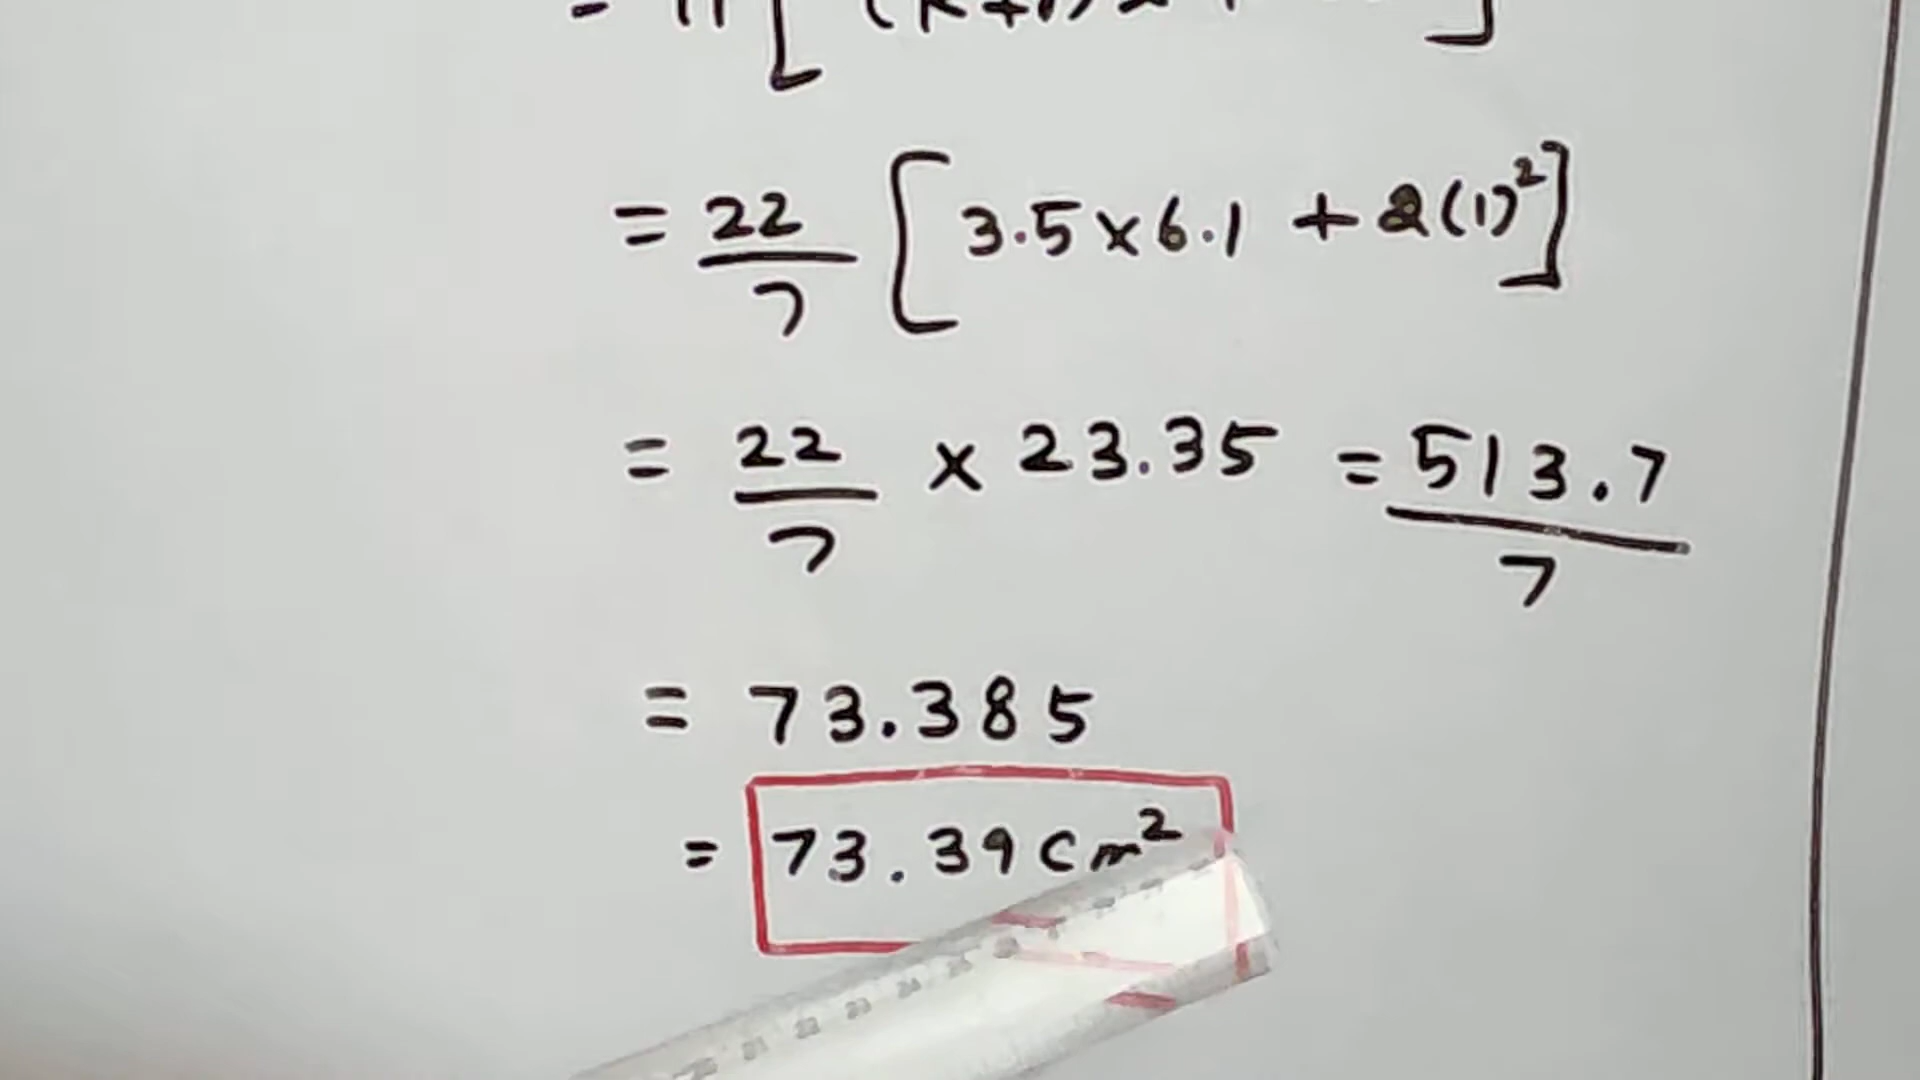 = 22/7 [ 3.5 x 6.1 + 2(1)² ]
= 22/7 x 23.35 = 513.7/7
= 73.385
= 73.39 cm²